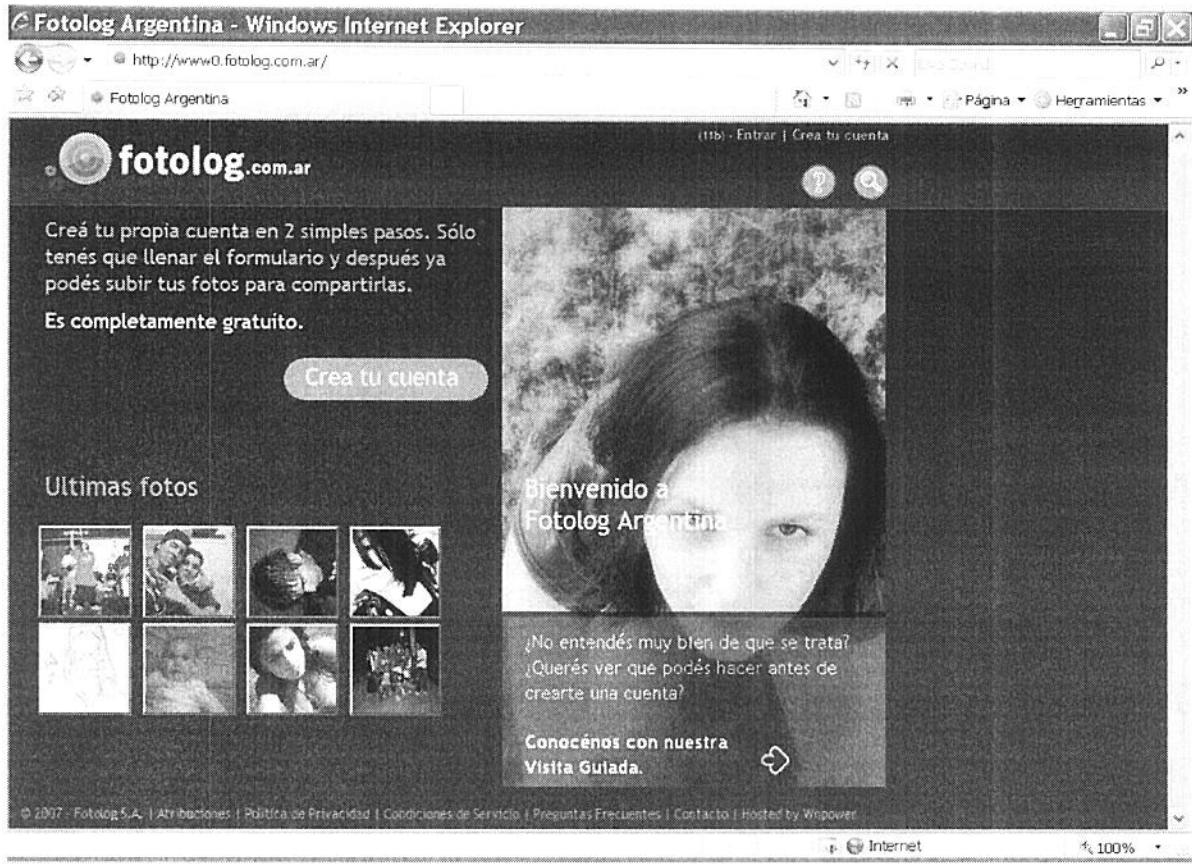 Fotolog Argentina - Windows Internet Explorer
http://www0.fotolog.com.ar/
Fotolog Argentina
Página
Herramientas
(11b) - Entrar | Crea tu cuenta
fotolog.com.ar
Creá tu propia cuenta en 2 simples pasos. Sólo
tenés que llenar el formulario y después ya
podés subir tus fotos para compartirlas.
Es completamente gratuito.
Crea tu cuenta
Ultimas fotos
Bienvenido a
Fotolog Argentina
¿No entendés muy bien de que se trata?
¿Querés ver que podés hacer antes de
crearte una cuenta?
Conocénos con nuestra
Visita Guiada.
© 2007 - Fotolog S.A. | Atribuciones | Política de Privacidad | Condiciones de Servicio | Preguntas Frecuentes | Contacto | Hosted by Wnpower
Internet
100%